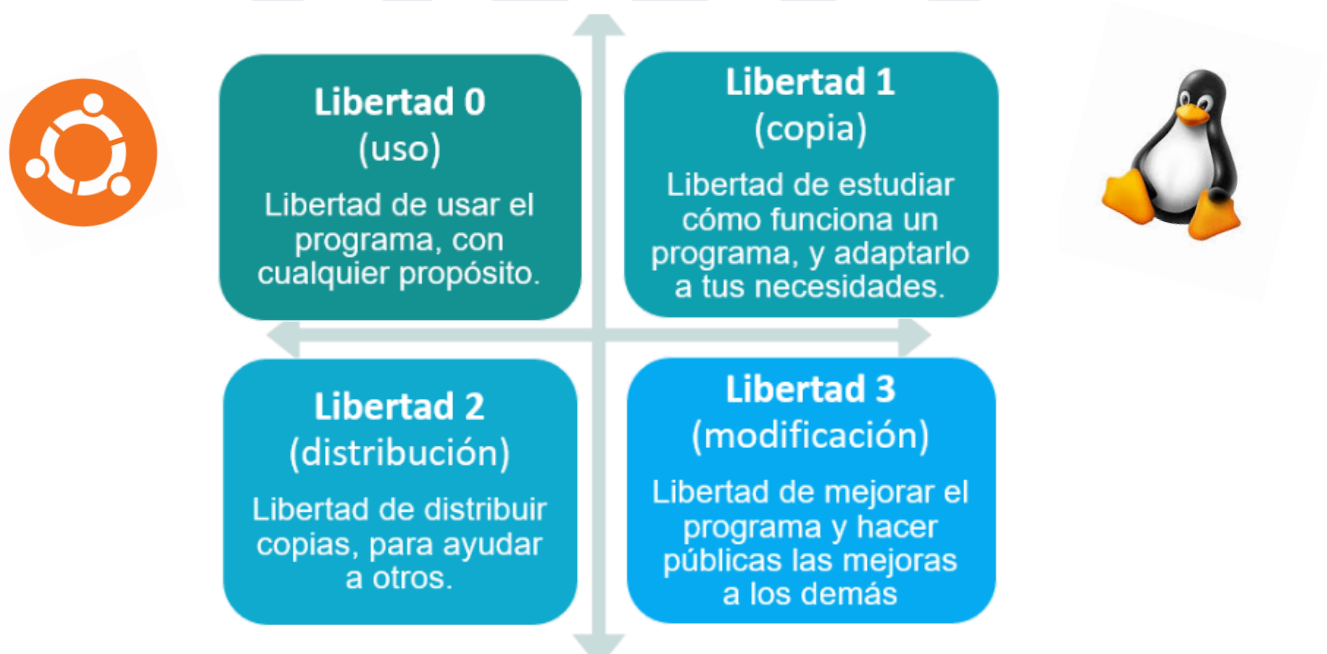 Libertad 0
(uso)
Libertad de usar el
programa, con
cualquier propósito.
Libertad 1
(copia)
Libertad de estudiar
cómo funciona un
programa, y adaptarlo
a tus necesidades.
Libertad 2
(distribución)
Libertad de distribuir
copias, para ayudar
a otros.
Libertad 3
(modificación)
Libertad de mejorar el
programa y hacer
públicas las mejoras
a los demás